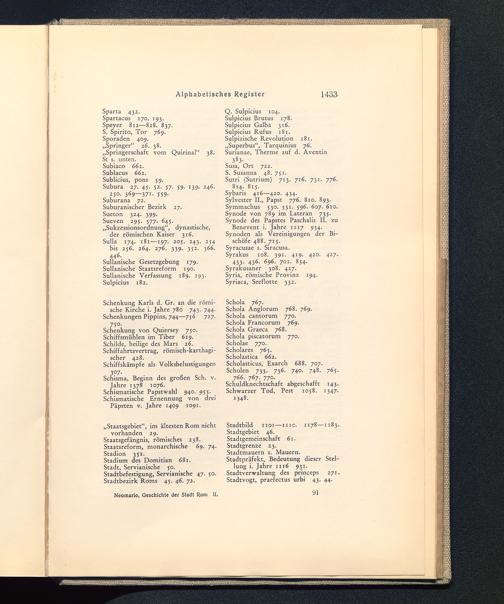 Alphabetisches Register 1433
Sparta 432.
Spartacus 170. 193.
Speyer 812—828. 837.
S. Spirito, Tor 769.
Sporaden 409.
„Springer" 26. 38.
„Springerschaft vom Quirinal" 38.
St s. unten.
Subiaco 662.
Sublacus 662.
Sublicius, pons 59.
Subura 27. 45. 52. 57. 59. 139. 246.
250. 369—371. 559.
Suburana 72.
Suburanischer Bezirk 27.
Sueton 324. 399.
Sueven 295. 577. 645.
„Sukzessionsordnung", dynastische,
der römischen Kaiser 316.
Sulla 174. 181—197. 205. 243. 254
bis 256. 264. 276. 339. 352. 366.
446.
Sullanische Gesetzgebung 179.
Sullanische Staatsreform 190.
Sullanische Verfassung 189. 193.
Sulpicius 182.
Q. Sulpicius 104.
Sulpicius Brutus 178.
Sulpicius Galba 316.
Sulpicius Rufus 181.
Sulpizische Revolution 181.
„Superbus", Tarquinius 76.
Surianae, Therme auf d. Aventin
383.
Susa, Ort 722.
S. Susanna 48. 751.
Sutri (Sutrium) 713. 716. 731. 776.
814. 815.
Sybaris 416—420. 434.
Sylvester II., Papst 776. 810. 893.
Symmachus 530. 531. 596. 607. 610.
Synode von 789 im Lateran 735.
Synode des Papstes Paschalis II. zu
Benevent i. Jahre 1117 934.
Synoden als Vereinigungen der Bi-
schöfe 488. 715.
Syracusae s. Siracusa.
Syrakus 308. 391. 419. 420. 427.
433. 436. 696. 701. 854.
Syrakusaner 308. 427.
Syria, römische Provinz 194.
Syriaca, Seeflotte 332.
Schenkung Karls d. Gr. an die römi-
sche Kirche i. Jahre 780 743. 744.
Schenkungen Pippins, 744—756 727.
750.
Schenkung von Quiersey 750.
Schiffsmühlen im Tiber 619.
Schilde, heilige des Mars 26.
Schiffahrtsvertrag, römisch-karthagi-
scher 428.
Schiffskämpfe als Volksbelustigungen
307.
Schisma, Beginn des großen Sch. v.
Jahre 1378 1076.
Schismatische Papstwahl 940. 955.
Schismatische Ernennung von drei
Päpsten v. Jahre 1409 1091.
Schola 767.
Schola Anglorum 768. 769.
Schola cantorum 770.
Schola Francorum 769.
Schola Graeca 768.
Schola piscatorum 770.
Scholae 770.
Scholares 765.
Scholastica 662.
Scholasticus, Exarch 688. 707.
Scholen 736. 740. 748. 765.
766. 767. 770.
Schuldknechtschaft abgeschafft 143.
Schwarzer Tod, Pest 1058. 1347-
1348.
„Staatsgebiet", im ältesten Rom nicht
vorhanden 29.
Staatsgefängnis, römisches 238.
Staatsreform, monarchische 69. 74.
Stadion 351.
Stadium des Domitian 681.
Stadt, Servianische 50.
Stadtbefestigung, Servianische 47. 50.
Stadtbezirk Roms 45. 46. 72.
Stadtbild 1101—1110. 1178—1183.
Stadtgebiet 46.
Stadtgemeinschaft 61.
Stadtgrenze 23.
Stadtmauern s. Mauern.
Stadtpräfekt, Bedeutung dieser Stel-
lung i. Jahre 1116 931.
Stadtverwaltung des princeps 271.
Stadtvogt, praefectus urbi 43. 44.
Neumario, Geschichte der Stadt Rom II. 91